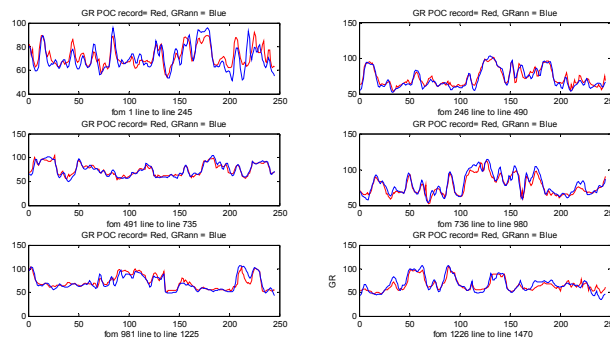 GR POC record= Red, GRann = Blue
100
80
60
40
0 50 100 150 200 250
fom 1 line to line 245
GR POC record= Red, GRann = Blue
150
100
50
0 50 100 150 200 250
fom 246 line to line 490
GR POC record= Red, GRann = Blue
150
100
50
0
0 50 100 150 200 250
fom 491 line to line 735
GR POC record= Red, GRann = Blue
150
100
50
0 50 100 150 200 250
fom 736 line to line 980
GR POC record= Red, GRann = Blue
150
100
50
0
0 50 100 150 200 250
fom 981 line to line 1225
GR POC record= Red, GRann = Blue
GR
150
100
50
0
0 50 100 150 200 250
fom 1226 line to line 1470